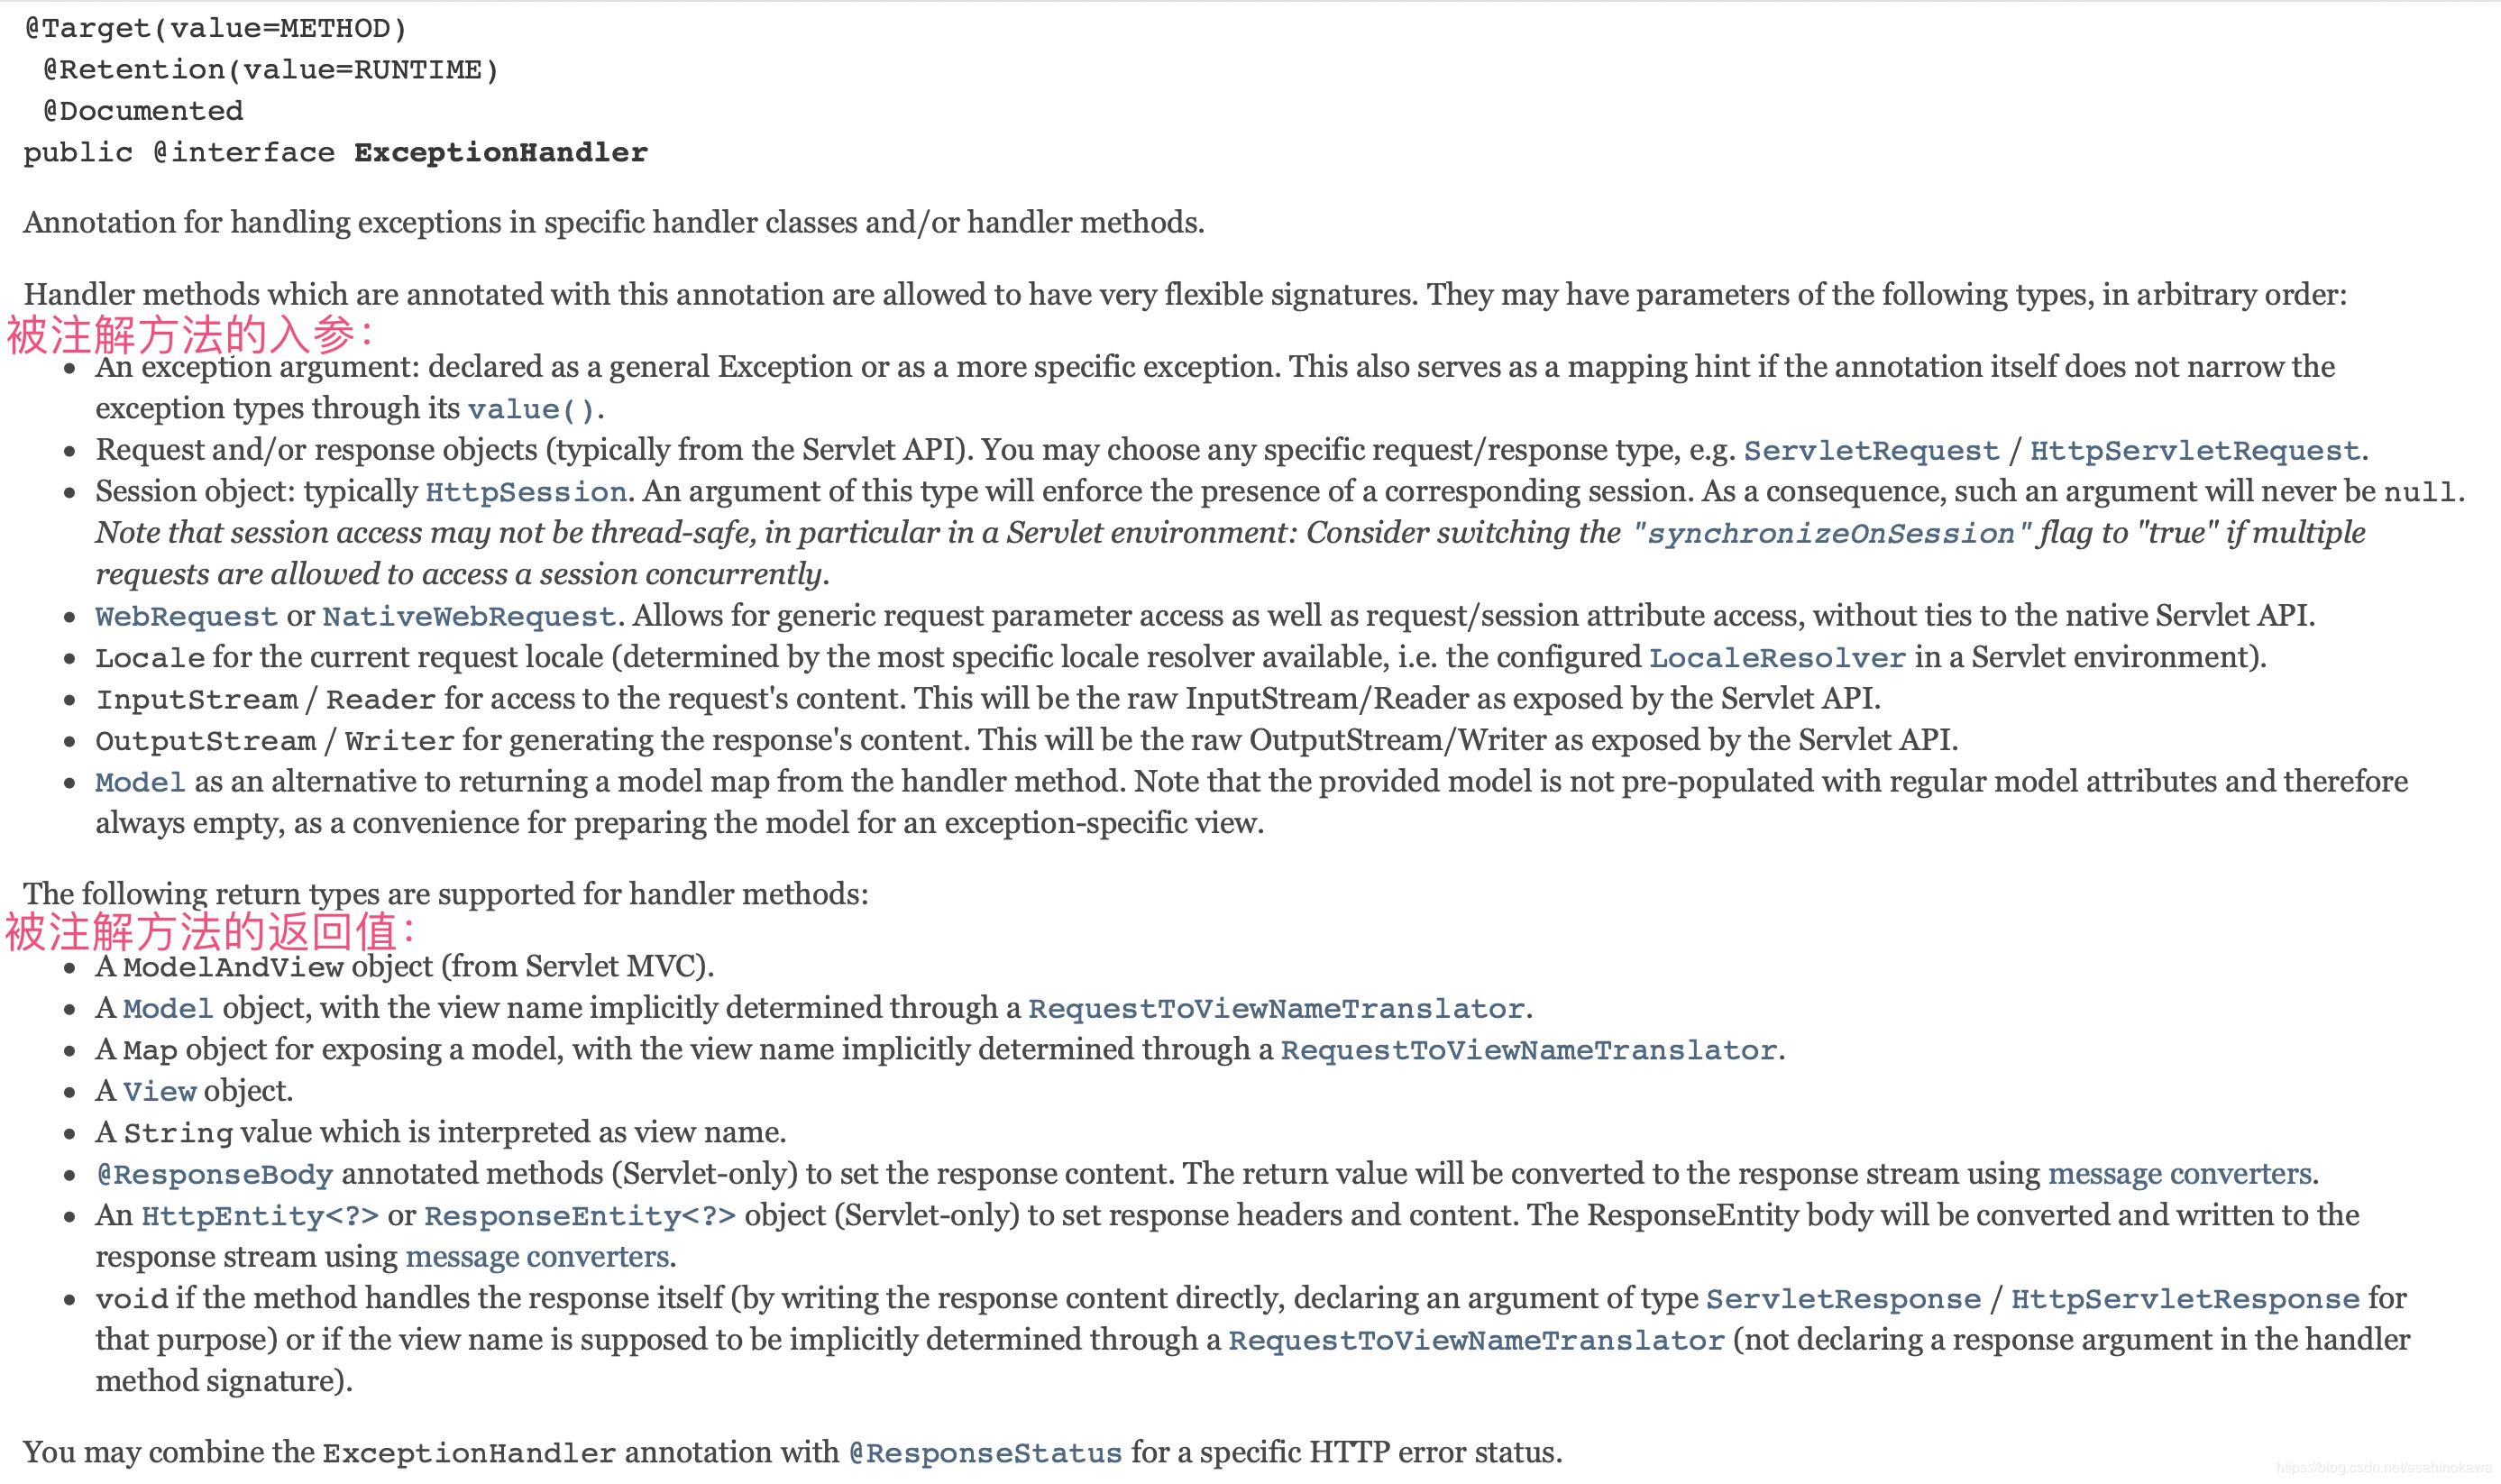 @Target(value=METHOD)
@Retention(value=RUNTIME)
@Documented
public @interface ExceptionHandler
Annotation for handling exceptions in specific handler classes and/or handler methods.
Handler methods which are annotated with this annotation are allowed to have very flexible signatures. They may have parameters of the following types, in arbitrary order:
被注解方法的入参：
• An exception argument: declared as a general Exception or as a more specific exception. This also serves as a mapping hint if the annotation itself does not narrow the
exception types through its value().
• Request and/or response objects (typically from the Servlet API). You may choose any specific request/response type, e.g. ServletRequest / HttpServletRequest.
• Session object: typically HttpSession. An argument of this type will enforce the presence of a corresponding session. As a consequence, such an argument will never be null.
Note that session access may not be thread-safe, in particular in a Servlet environment: Consider switching the "synchronizeOnSession" flag to "true" if multiple
requests are allowed to access a session concurrently.
• WebRequest or NativeWebRequest. Allows for generic request parameter access as well as request/session attribute access, without ties to the native Servlet API.
• Locale for the current request locale (determined by the most specific locale resolver available, i.e. the configured LocaleResolver in a Servlet environment).
• InputStream / Reader for access to the request's content. This will be the raw InputStream/Reader as exposed by the Servlet API.
• OutputStream / Writer for generating the response's content. This will be the raw OutputStream/Writer as exposed by the Servlet API.
• Model as an alternative to returning a model map from the handler method. Note that the provided model is not pre-populated with regular model attributes and therefore
always empty, as a convenience for preparing the model for an exception-specific view.
The following return types are supported for handler methods:
被注解方法的返回值：
• A ModelAndView object (from Servlet MVC).
• A Model object, with the view name implicitly determined through a RequestToViewNameTranslator.
• A Map object for exposing a model, with the view name implicitly determined through a RequestToViewNameTranslator.
• A View object.
• A String value which is interpreted as view name.
• @ResponseBody annotated methods (Servlet-only) to set the response content. The return value will be converted to the response stream using message converters.
• An HttpEntity<?> or ResponseEntity<?> object (Servlet-only) to set response headers and content. The ResponseEntity body will be converted and written to the
response stream using message converters.
• void if the method handles the response itself (by writing the response content directly, declaring an argument of type ServletResponse / HttpServletResponse for
that purpose) or if the view name is supposed to be implicitly determined through a RequestToViewNameTranslator (not declaring a response argument in the handler
method signature).
You may combine the ExceptionHandler annotation with @ResponseStatus for a specific HTTP error status.
https://blog.csdn.net/asahinokawa